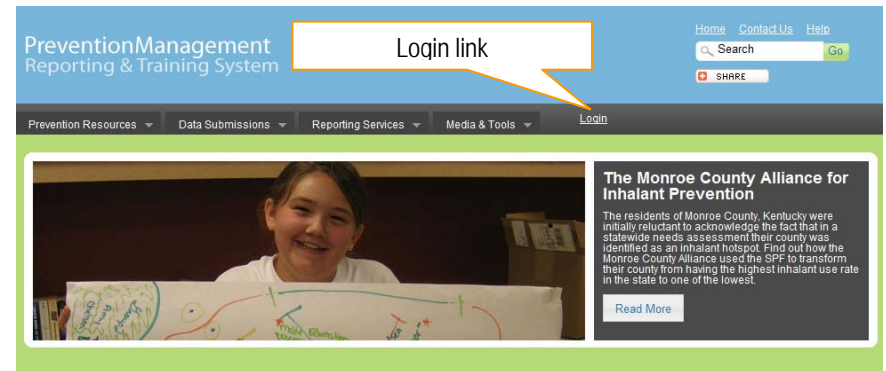 PreventionManagement
Reporting & Training System
Login link
Home Contact Us Help
Search Go
SHARE
Prevention Resources Data Submissions Reporting Services Media & Tools Login
The Monroe County Alliance for
Inhalant Prevention
The residents of Monroe County, Kentucky were
initially reluctant to acknowledge the fact that in a
statewide needs assessment their county was
identified as an inhalant hotspot. Find out how the
Monroe County Alliance used the SPF to transform
their county from having the highest inhalant use rate
in the state to one of the lowest.
Read More